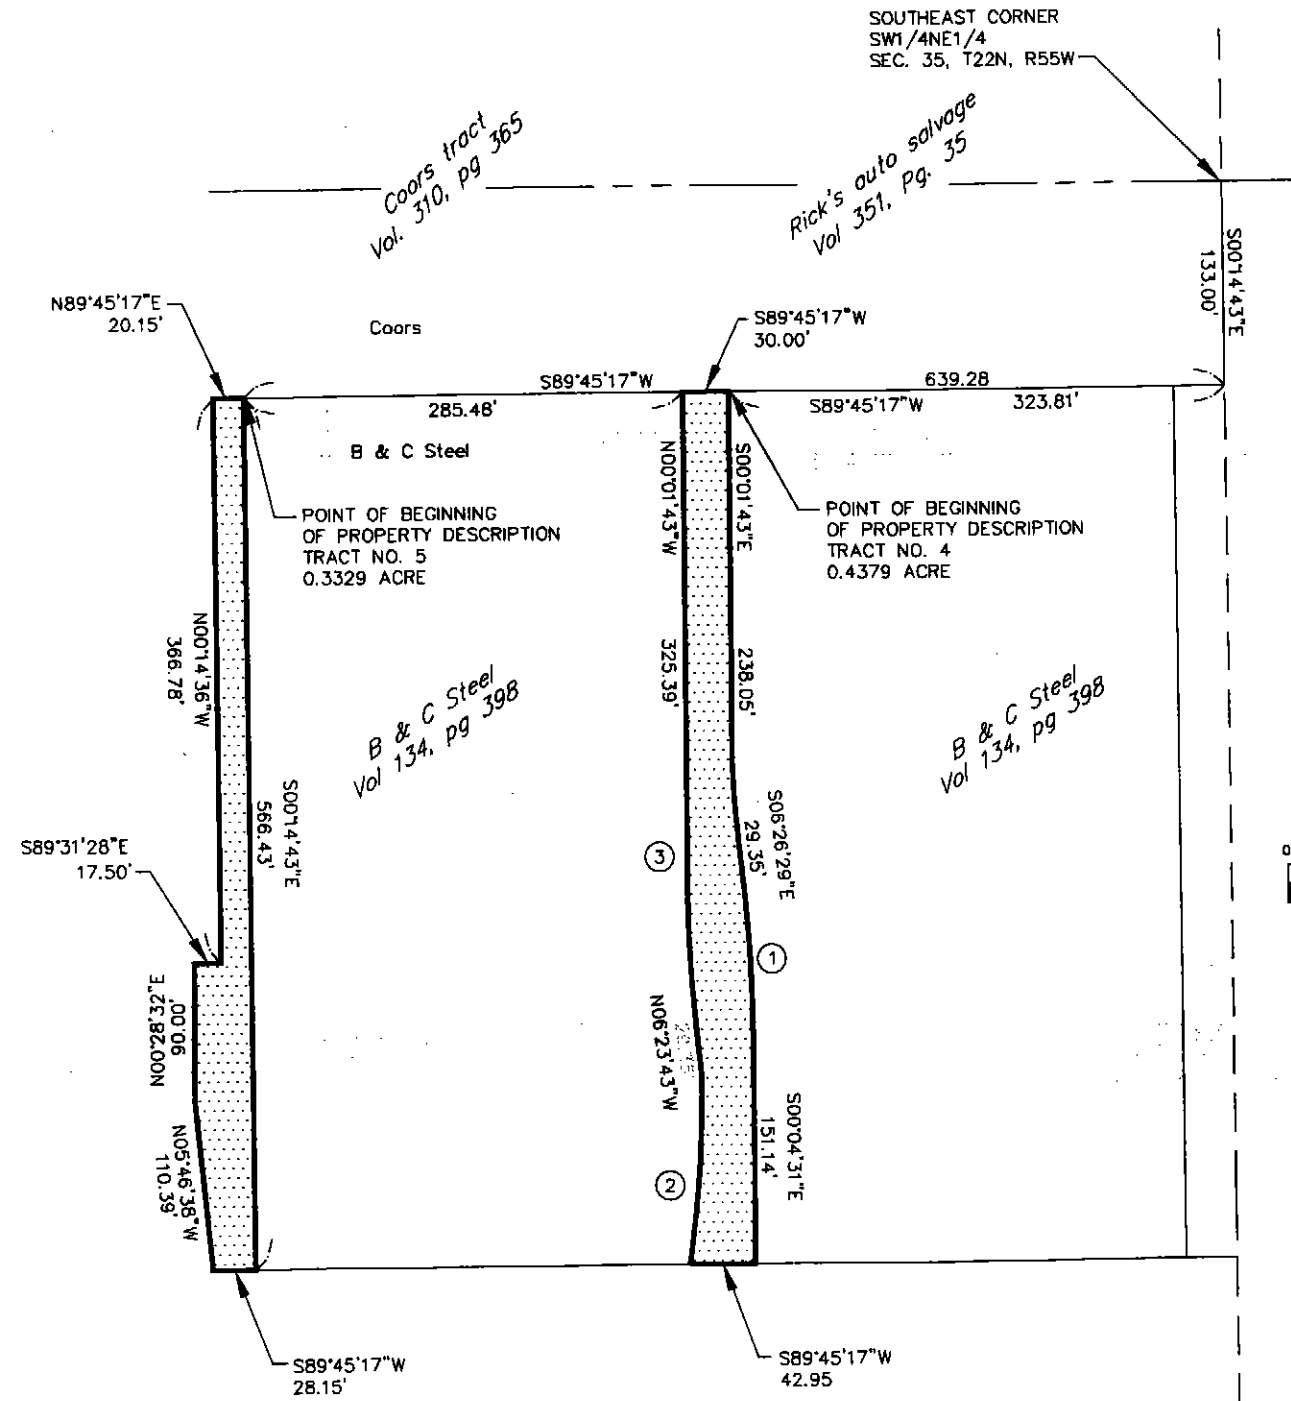 SOUTHEAST CORNER
SW1/4NE1/4
SEC. 35, T22N, R55W
Coors tract
Vol. 310, pg 365
Rick's auto salvage
Vol 351, Pg. 35
S00°14'43"E
133.00'
N89°45'17"E
20.15'
Coors
S89°45'17"W
30.00'
S89°45'17"W
639.28
285.48'
S89°45'17"W
323.81'
B & C Steel
POINT OF BEGINNING
OF PROPERTY DESCRIPTION
TRACT NO. 5
0.3329 ACRE
N00°01'43"W
325.39'
S00°01'43"E
238.05'
POINT OF BEGINNING
OF PROPERTY DESCRIPTION
TRACT NO. 4
0.4379 ACRE
N00°14'36"W
366.78'
B & C Steel
Vol 134, pg 398
B & C Steel
Vol 134, pg 398
S00°14'43"E
566.43'
S06°26'29"E
29.35'
S89°31'28"E
17.50'
3
1
N00°28'32"E
90.00'
N06°23'43"W
S00°04'31"E
151.14'
N05°46'38"W
110.39'
2
S89°45'17"W
28.15'
S89°45'17"W
42.95